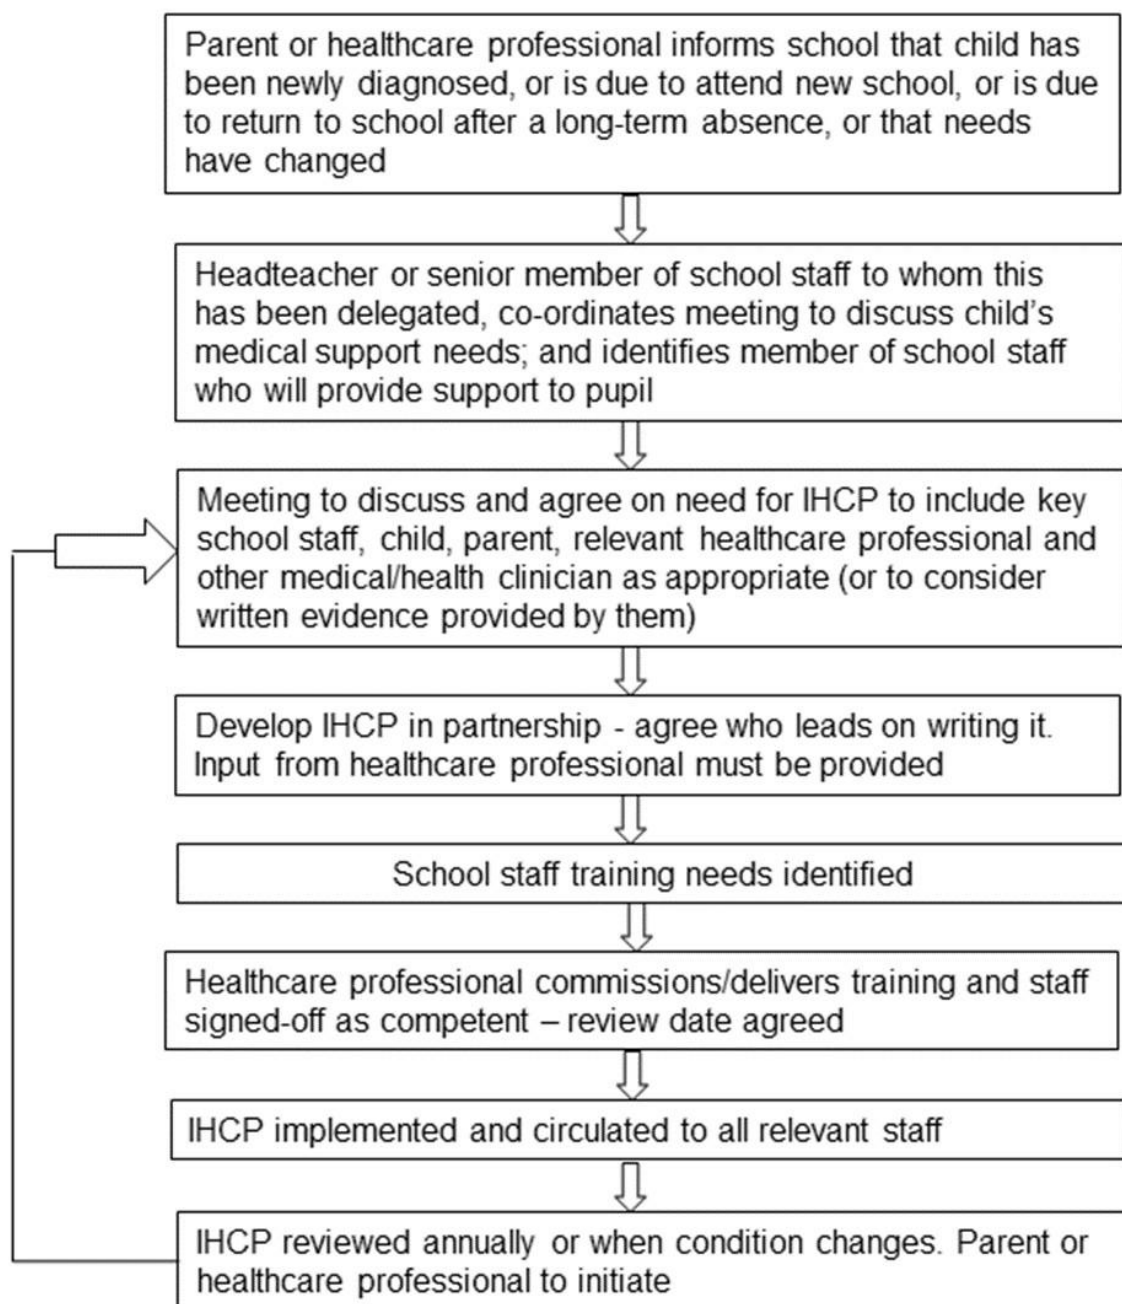 Parent or healthcare professional informs school that child has
been newly diagnosed, or is due to attend new school, or is due
to return to school after a long-term absence, or that needs
have changed
Headteacher or senior member of school staff to whom this
has been delegated, co-ordinates meeting to discuss child's
medical support needs; and identifies member of school staff
who will provide support to pupil
Meeting to discuss and agree on need for IHCP to include key
school staff, child, parent, relevant healthcare professional and
other medical/health clinician as appropriate (or to consider
written evidence provided by them)
Develop IHCP in partnership - agree who leads on writing it.
Input from healthcare professional must be provided
School staff training needs identified
Healthcare professional commissions/delivers training and staff
signed-off as competent – review date agreed
IHCP implemented and circulated to all relevant staff
IHCP reviewed annually or when condition changes. Parent or
healthcare professional to initiate